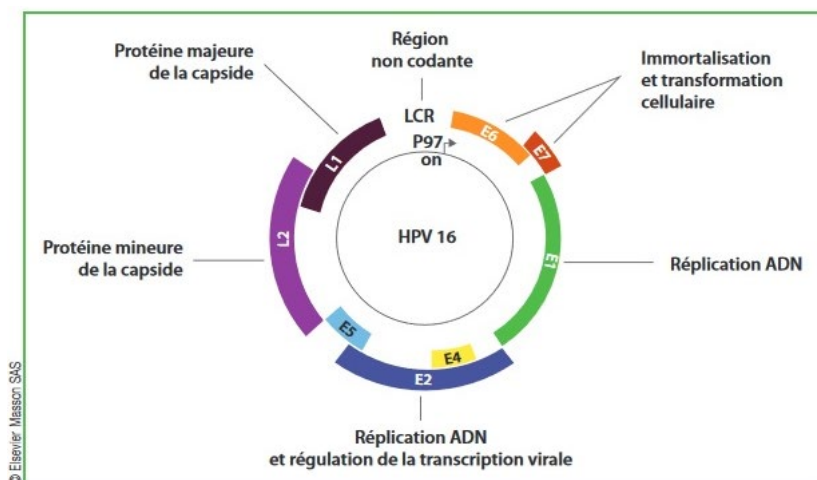 Région
non codante
Protéine majeure
de la capside
Immortalisation
et transformation
cellulaire
LCR
P97
on
E6
E7
L1
L2
HPV 16
E1
Protéine mineure
de la capside
Réplication ADN
E5
E4
E2
Réplication ADN
et régulation de la transcription virale
© Elsevier Masson SAS